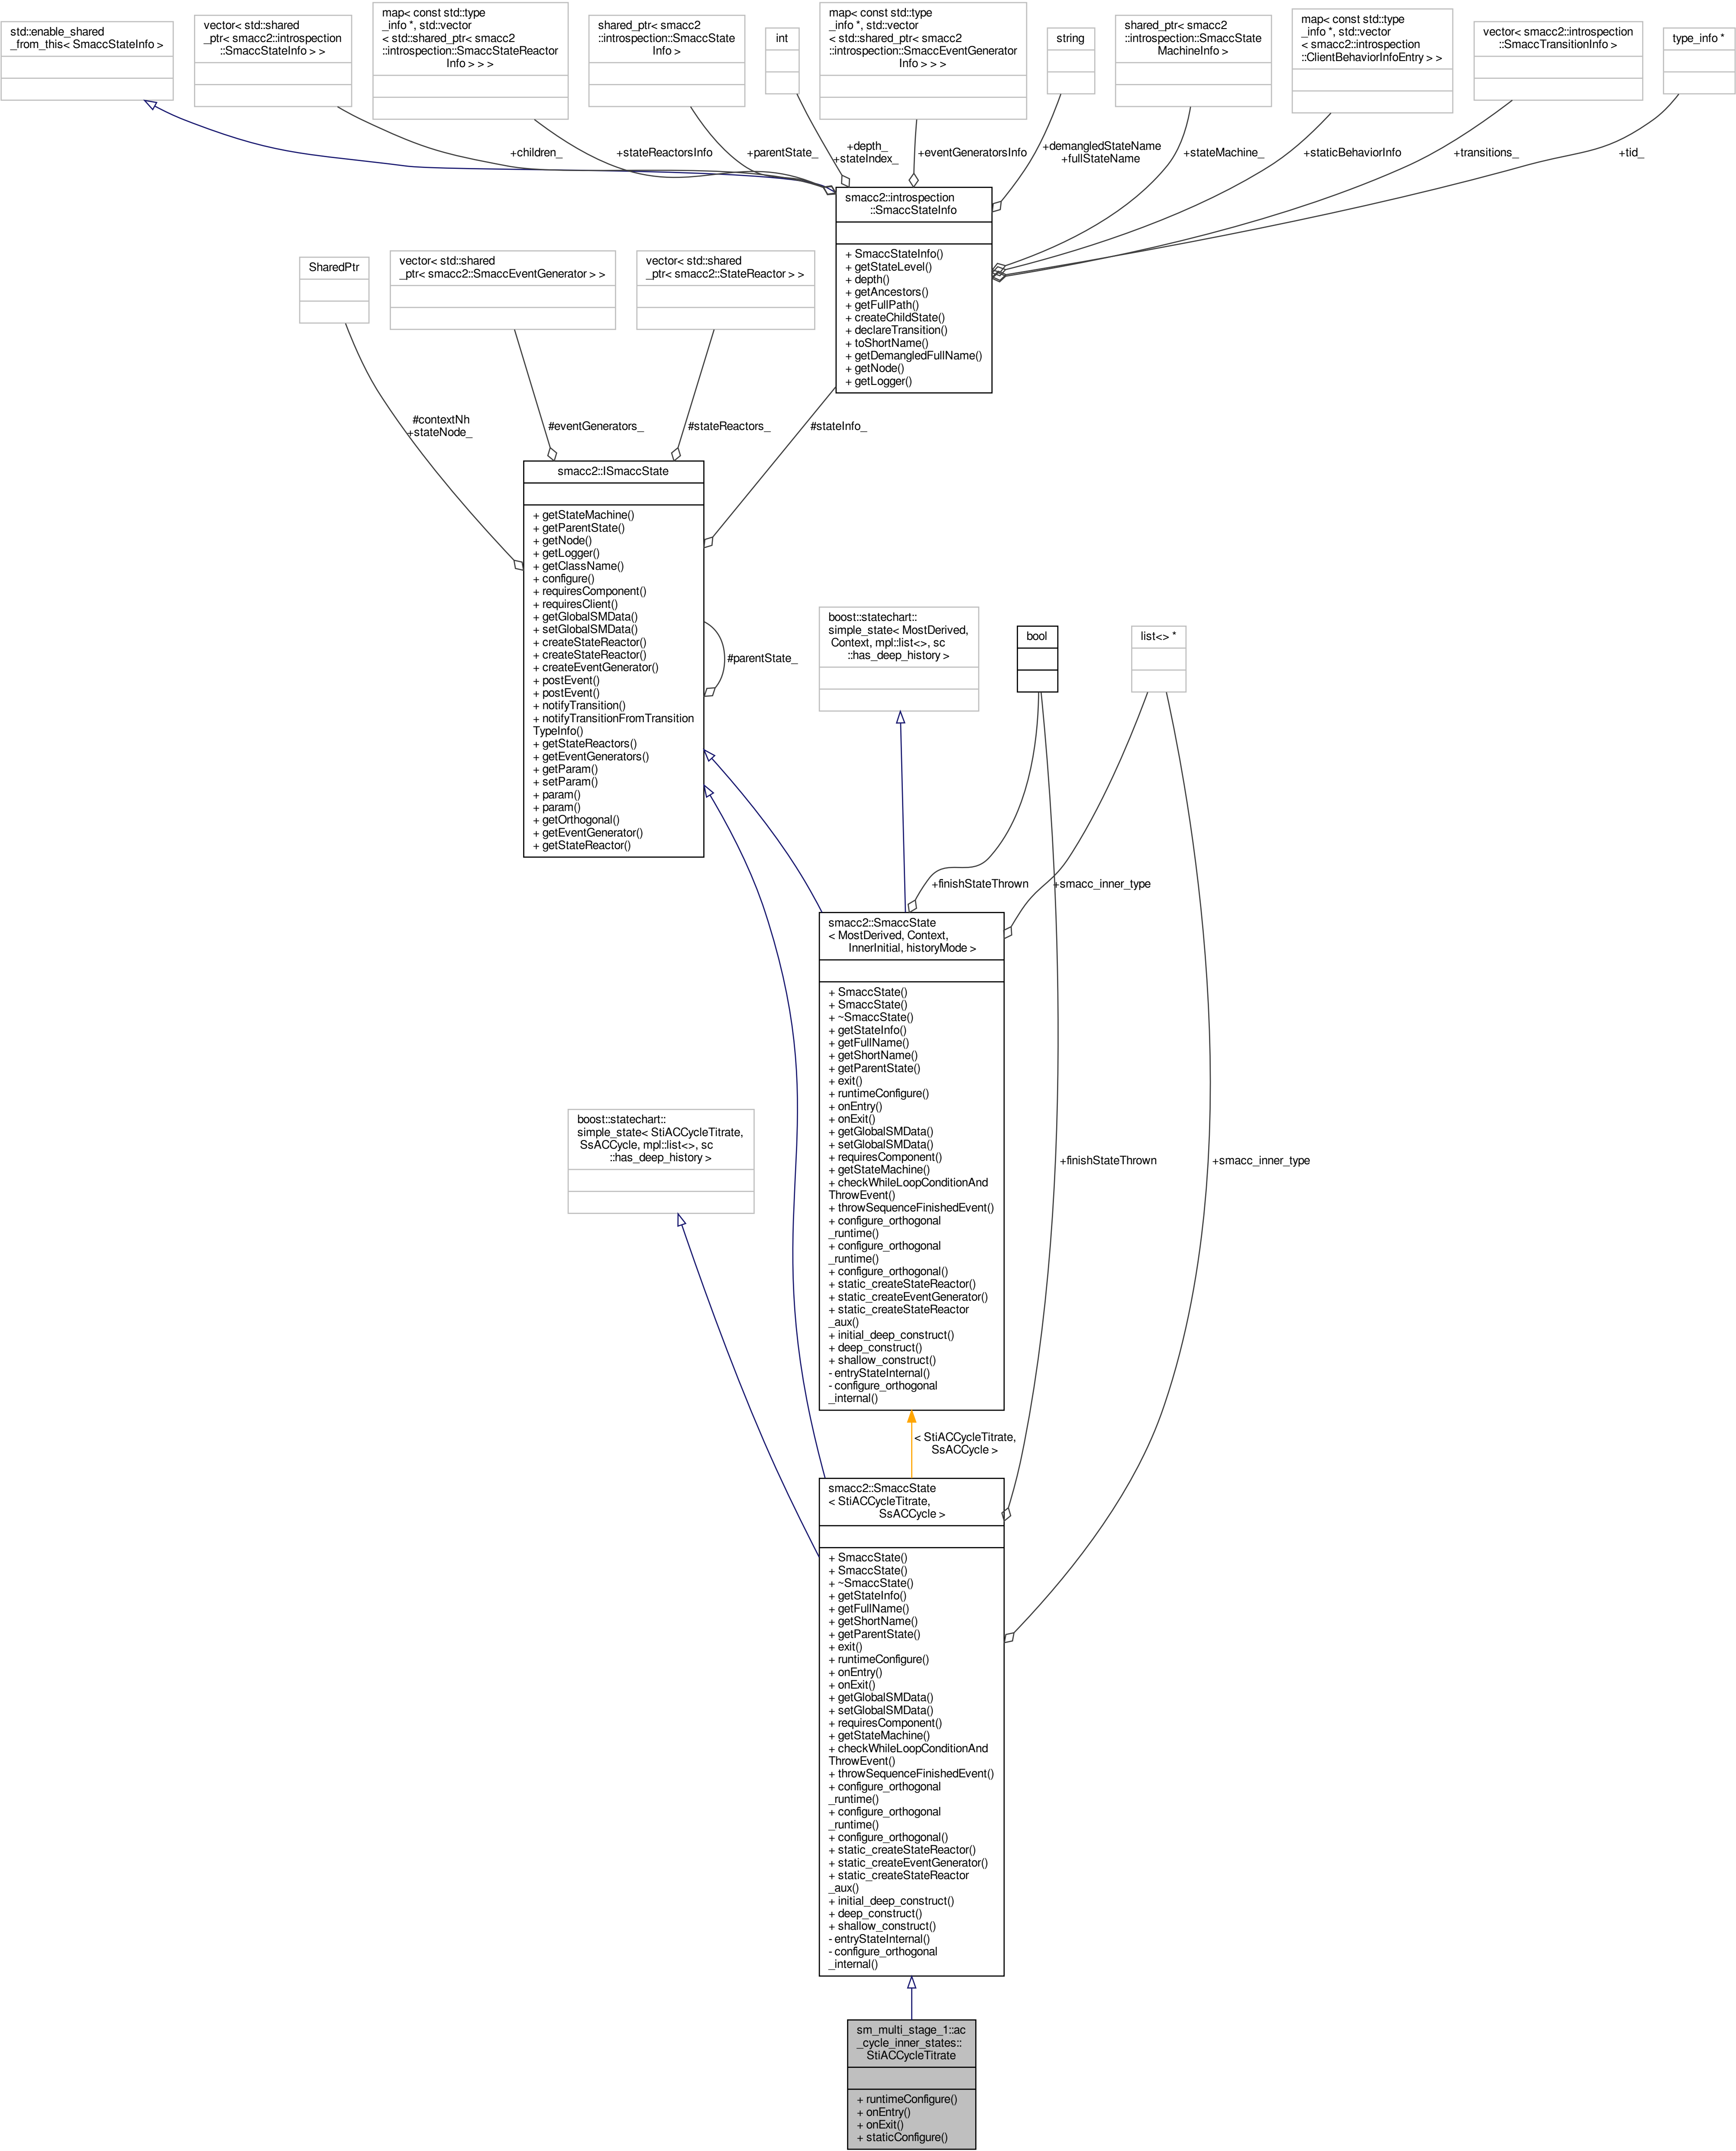 std::enable_shared
_from_this< SmaccStateInfo >
vector< std::shared
_ptr< smacc2::introspection
::SmaccStateInfo > >
map< const std::type
_info *, std::vector
< std::shared_ptr< smacc2
::introspection::SmaccStateReactor
Info > > >
shared_ptr< smacc2
::introspection::SmaccState
Info >
int
map< const std::type
_info *, std::vector
< std::shared_ptr< smacc2
::introspection::SmaccEventGenerator
Info > > >
string
shared_ptr< smacc2
::introspection::SmaccState
MachineInfo >
map< const std::type
_info *, std::vector
< smacc2::introspection
::ClientBehaviorInfoEntry > >
vector< smacc2::introspection
::SmaccTransitionInfo >
type_info *
+children_
+stateReactorsInfo
+parentState_
+depth_
+stateIndex_
+eventGeneratorsInfo
+demangledStateName
+fullStateName
+stateMachine_
+staticBehaviorInfo
+transitions_
+tid_
smacc2::introspection
::SmaccStateInfo
+ SmaccStateInfo()
+ getStateLevel()
+ depth()
+ getAncestors()
+ getFullPath()
+ createChildState()
+ declareTransition()
+ toShortName()
+ getDemangledFullName()
+ getNode()
+ getLogger()
SharedPtr
vector< std::shared
_ptr< smacc2::SmaccEventGenerator > >
vector< std::shared
_ptr< smacc2::StateReactor > >
#contextNh
+stateNode_
#eventGenerators_
#stateReactors_
#stateInfo_
smacc2::ISmaccState
+ getStateMachine()
+ getParentState()
+ getNode()
+ getLogger()
+ getClassName()
+ configure()
+ requiresComponent()
+ requiresClient()
+ getGlobalSMData()
+ setGlobalSMData()
+ createStateReactor()
+ createStateReactor()
+ createEventGenerator()
+ postEvent()
+ postEvent()
+ notifyTransition()
+ notifyTransitionFromTransition
TypeInfo()
+ getStateReactors()
+ getEventGenerators()
+ getParam()
+ setParam()
+ param()
+ param()
+ getOrthogonal()
+ getEventGenerator()
+ getStateReactor()
#parentState_
boost::statechart::
simple_state< MostDerived,
Context, mpl::list<>, sc
::has_deep_history >
bool
list<> *
+finishStateThrown
+smacc_inner_type
smacc2::SmaccState
< MostDerived, Context,
InnerInitial, historyMode >
+ SmaccState()
+ SmaccState()
+ ~SmaccState()
+ getStateInfo()
+ getFullName()
+ getShortName()
+ getParentState()
+ exit()
+ runtimeConfigure()
+ onEntry()
+ onExit()
+ getGlobalSMData()
+ setGlobalSMData()
+ requiresComponent()
+ getStateMachine()
+ checkWhileLoopConditionAnd
ThrowEvent()
+ throwSequenceFinishedEvent()
+ configure_orthogonal
_runtime()
+ configure_orthogonal
_runtime()
+ configure_orthogonal()
+ static_createStateReactor()
+ static_createEventGenerator()
+ static_createStateReactor
_aux()
+ initial_deep_construct()
+ deep_construct()
+ shallow_construct()
- entryStateInternal()
- configure_orthogonal
_internal()
boost::statechart::
simple_state< StiACCycleTitrate,
SsACCycle, mpl::list<>, sc
::has_deep_history >
+finishStateThrown
+smacc_inner_type
< StiACCycleTitrate,
SsACCycle >
smacc2::SmaccState
< StiACCycleTitrate,
SsACCycle >
+ SmaccState()
+ SmaccState()
+ ~SmaccState()
+ getStateInfo()
+ getFullName()
+ getShortName()
+ getParentState()
+ exit()
+ runtimeConfigure()
+ onEntry()
+ onExit()
+ getGlobalSMData()
+ setGlobalSMData()
+ requiresComponent()
+ getStateMachine()
+ checkWhileLoopConditionAnd
ThrowEvent()
+ throwSequenceFinishedEvent()
+ configure_orthogonal
_runtime()
+ configure_orthogonal
_runtime()
+ configure_orthogonal()
+ static_createStateReactor()
+ static_createEventGenerator()
+ static_createStateReactor
_aux()
+ initial_deep_construct()
+ deep_construct()
+ shallow_construct()
- entryStateInternal()
- configure_orthogonal
_internal()
sm_multi_stage_1::ac
_cycle_inner_states::
StiACCycleTitrate
+ runtimeConfigure()
+ onEntry()
+ onExit()
+ staticConfigure()